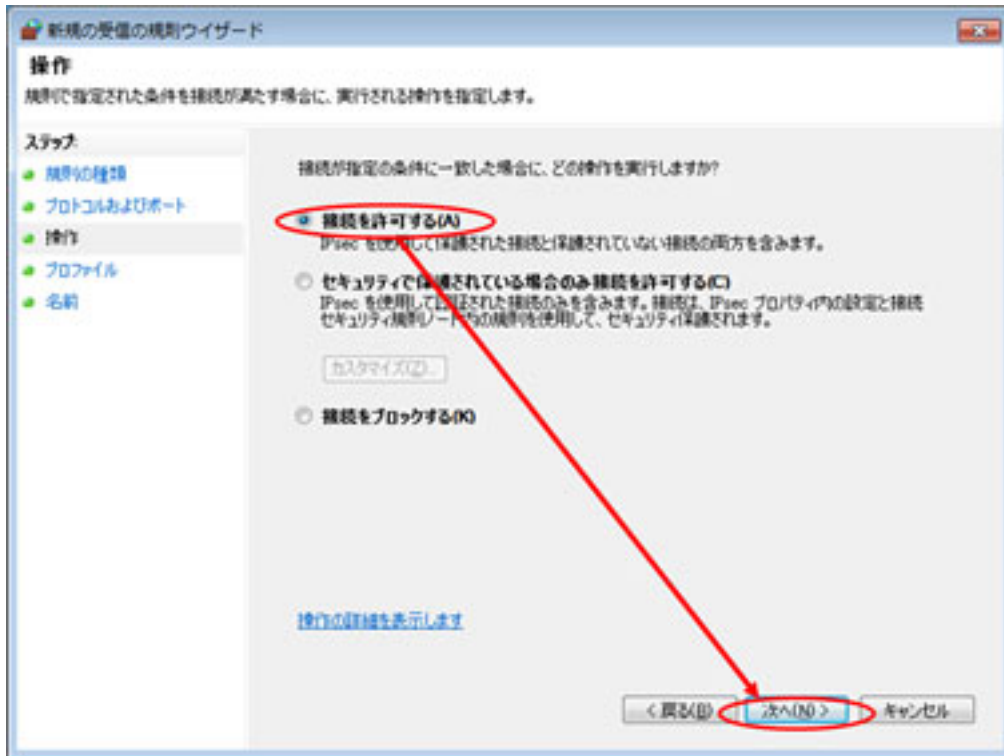 新規の受信の規則ウィザード
操作
規則で指定された条件を接続が満たす場合に、実行される操作を指定します。
ステップ:
規則の種類
プロトコルおよびポート
操作
プロファイル
名前
接続が指定の条件に一致した場合に、どの操作を実行しますか?
接続を許可する(A)
IPsec を使用して保護された接続と保護されていない接続の両方を含みます。
セキュリティで保護されている場合のみ接続を許可する(C)
IPsec を使用して認証された接続のみを含みます。接続は、IPsec プロパティ内の設定と接続
セキュリティ規則ノード内の規則を使用して、セキュリティ保護されます。
カスタマイズ(Z)...
接続をブロックする(K)
操作の詳細を表示します
< 戻る(B)
次へ(N) >
キャンセル